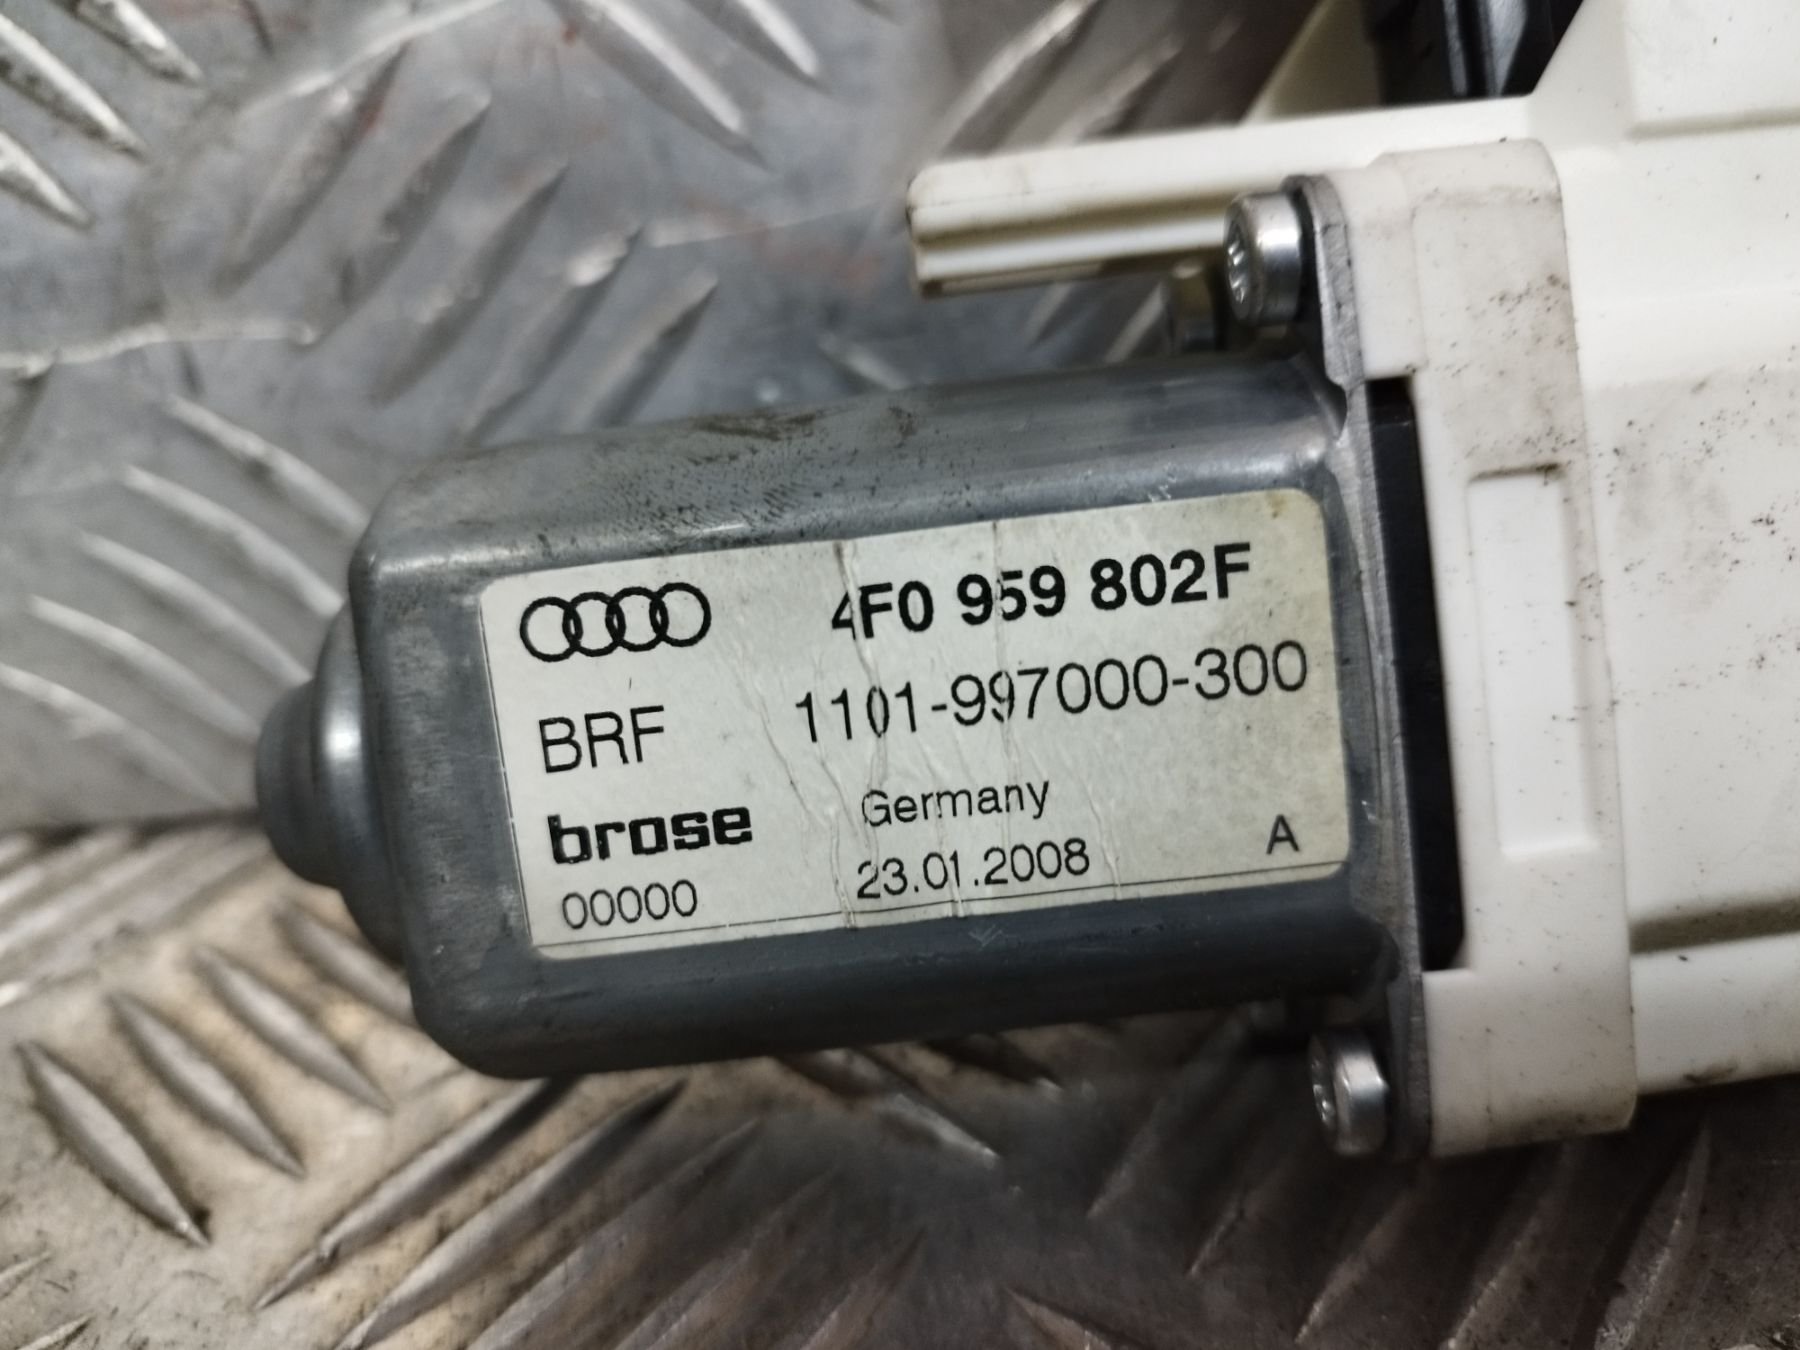 4F0 959 802F
BRF 1101-997000-300
brose Germany
00000 23.01.2008 A